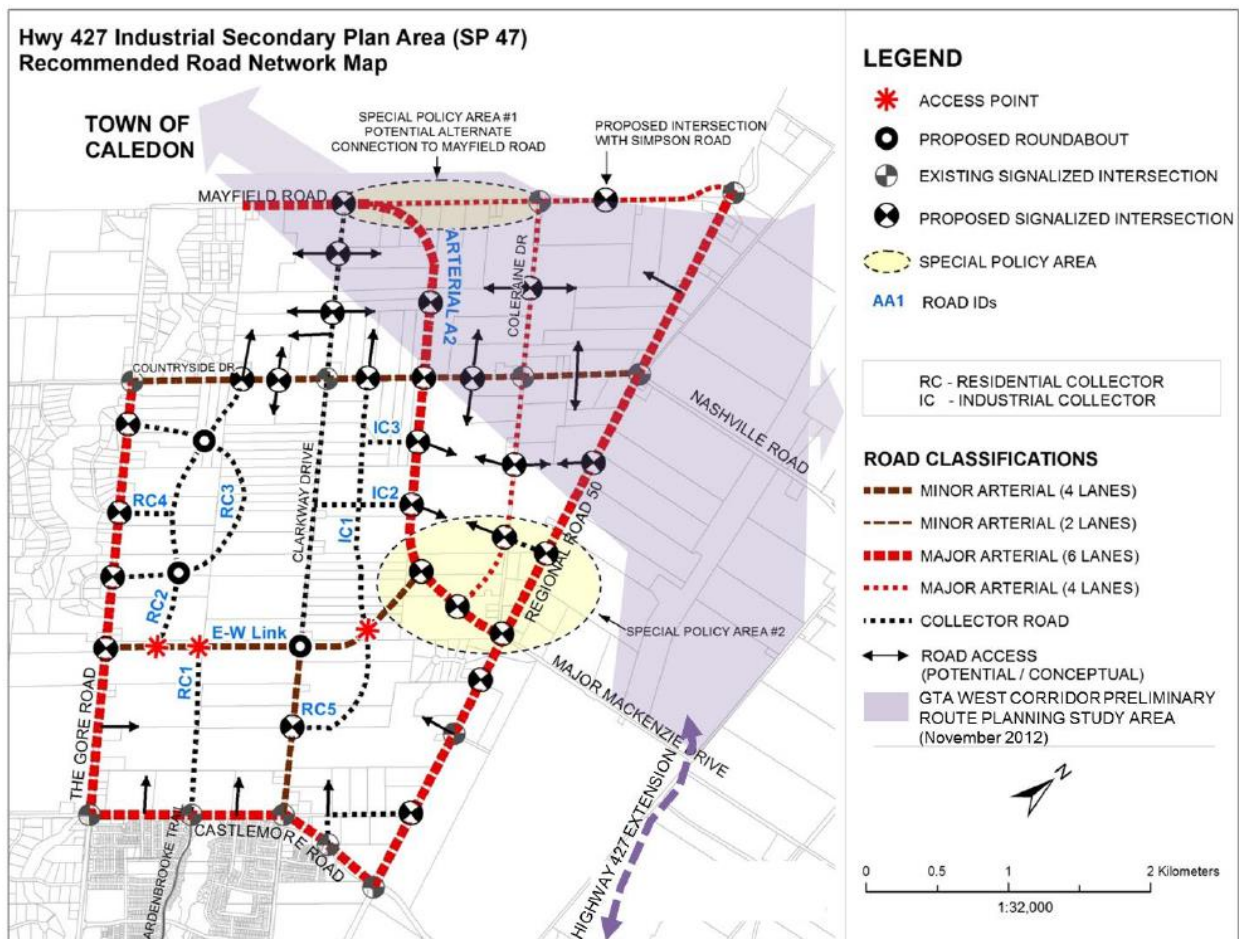 Hwy 427 Industrial Secondary Plan Area (SP 47)
Recommended Road Network Map
TOWN OF
CALEDON
SPECIAL POLICY AREA #1
POTENTIAL ALTERNATE
CONNECTION TO MAYFIELD ROAD
PROPOSED INTERSECTION
WITH SIMPSON ROAD
MAYFIELD ROAD
ARTERIAL A2
COLERAINE DR
COUNTRYSIDE DR
NASHVILLE ROAD
IC3
CLARKWAY DRIVE
RC4
RC3
IC2
IC1
REGIONAL ROAD 50
RC2
E-W Link
SPECIAL POLICY AREA #2
RC1
RC5
MAJOR MACKENZIE DRIVE
THE GORE ROAD
CASTLEMORE ROAD
ARDENBROOKE TRAIL
HIGHWAY 427 EXTENSION
LEGEND
ACCESS POINT
PROPOSED ROUNDABOUT
EXISTING SIGNALIZED INTERSECTION
PROPOSED SIGNALIZED INTERSECTION
SPECIAL POLICY AREA
AA1 ROAD IDs
RC - RESIDENTIAL COLLECTOR
IC - INDUSTRIAL COLLECTOR
ROAD CLASSIFICATIONS
MINOR ARTERIAL (4 LANES)
MINOR ARTERIAL (2 LANES)
MAJOR ARTERIAL (6 LANES)
MAJOR ARTERIAL (4 LANES)
COLLECTOR ROAD
ROAD ACCESS
(POTENTIAL / CONCEPTUAL)
GTA WEST CORRIDOR PRELIMINARY
ROUTE PLANNING STUDY AREA
(November 2012)
N
0 0.5 1 2 Kilometers
1:32,000